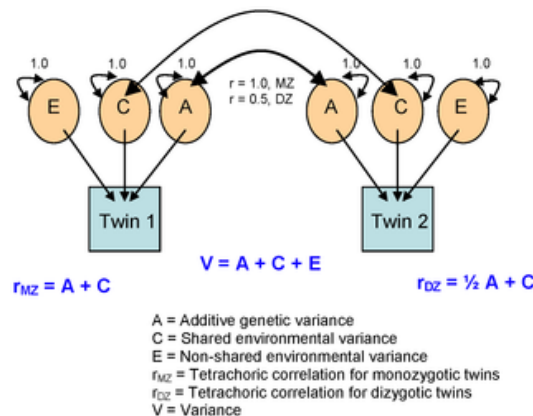 1.0 1.0 1.0 1.0 1.0 1.0
r = 1.0, MZ
r = 0.5, DZ
E C A A C E
Twin 1 Twin 2
V = A + C + E
rMZ = A + C rDZ = ½ A + C
A = Additive genetic variance
C = Shared environmental variance
E = Non-shared environmental variance
rMZ = Tetrachoric correlation for monozygotic twins
rDZ = Tetrachoric correlation for dizygotic twins
V = Variance